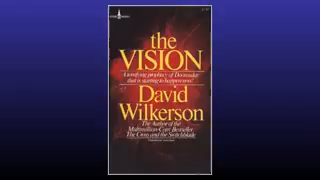 the
VISION
A terrifying prophecy of Doomsday
that is starting to happen now!
David
Wilkerson
The Author of the
Multimillion-Copy Bestseller
The Cross and the Switchblade